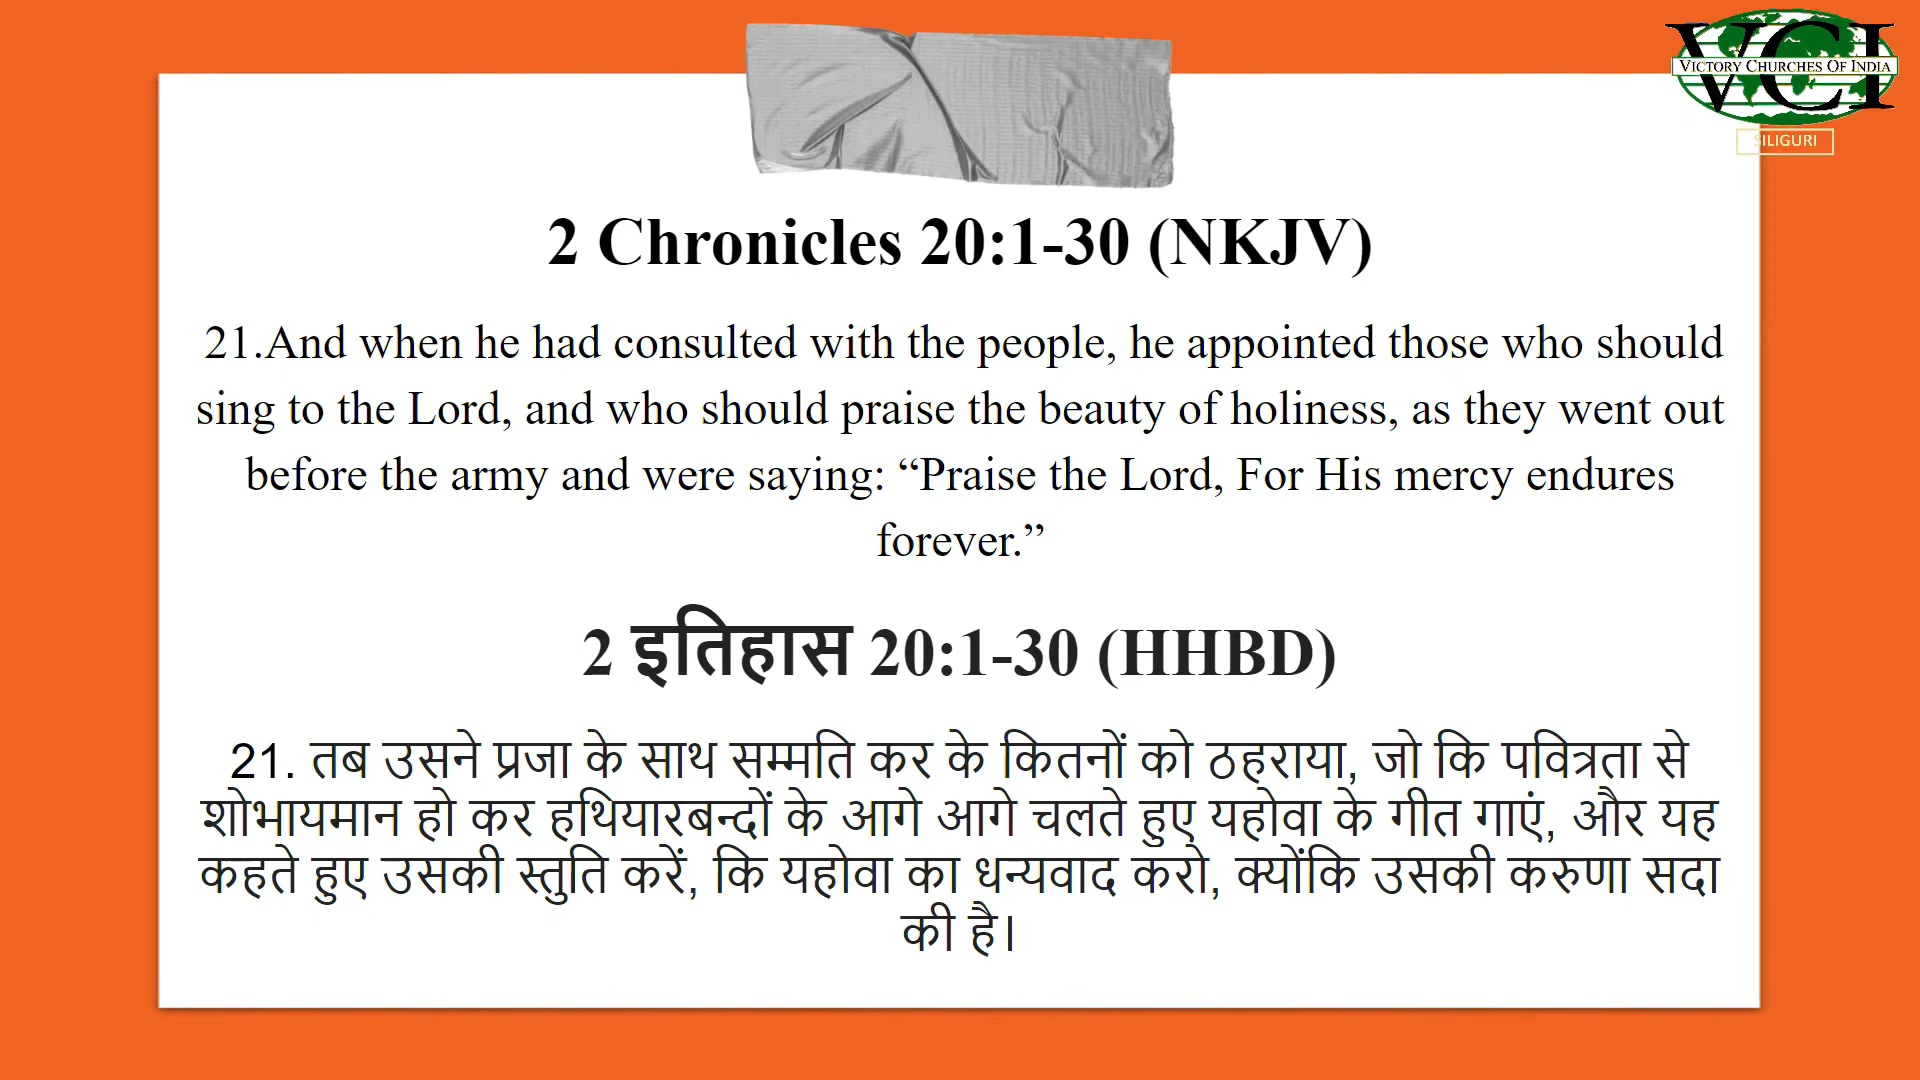 VCI
VICTORY CHURCHES OF INDIA
SILIGURI
2 Chronicles 20:1-30 (NKJV)
21.And when he had consulted with the people, he appointed those who should
sing to the Lord, and who should praise the beauty of holiness, as they went out
before the army and were saying: “Praise the Lord, For His mercy endures
forever.”
2 इतिहास 20:1-30 (HHBD)
21. तब उसने प्रजा के साथ सम्मति कर के कितनों को ठहराया, जो कि पवित्रता से
शोभायमान हो कर हथियारबन्दों के आगे आगे चलते हुए यहोवा के गीत गाएं, और यह
कहते हुए उसकी स्तुति करें, कि यहोवा का धन्यवाद करो, क्योंकि उसकी करुणा सदा
की है।